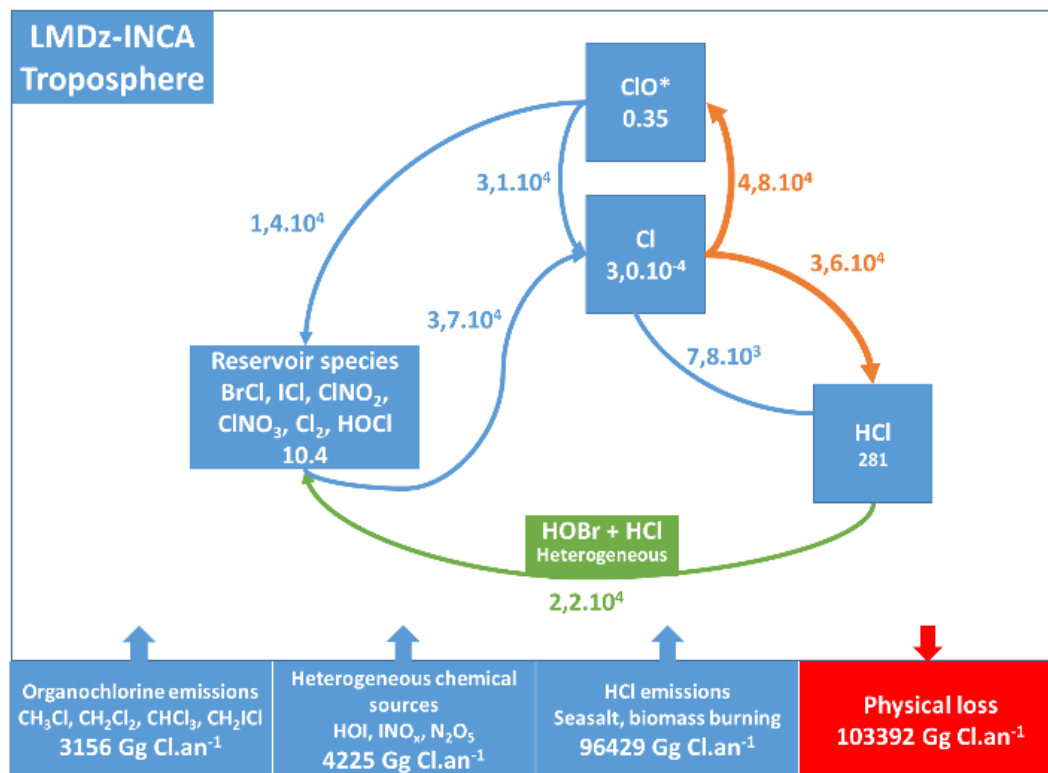 LMDz-INCA
Troposphere
ClO*
0.35
3,1.10⁴
4,8.10⁴
1,4.10⁴
Cl
3,0.10⁻⁴
3,6.10⁴
3,7.10⁴
7,8.10³
Reservoir species
BrCl, ICl, ClNO₂,
ClNO₃, Cl₂, HOCl
10.4
HCl
281
HOBr + HCl
Heterogeneous
2,2.10⁴
Organochlorine emissions
CH₃Cl, CH₂Cl₂, CHCl₃, CH₂ICl
3156 Gg Cl.an⁻¹
Heterogeneous chemical
sources
HOI, INOₓ, N₂O₅
4225 Gg Cl.an⁻¹
HCl emissions
Seasalt, biomass burning
96429 Gg Cl.an⁻¹
Physical loss
103392 Gg Cl.an⁻¹